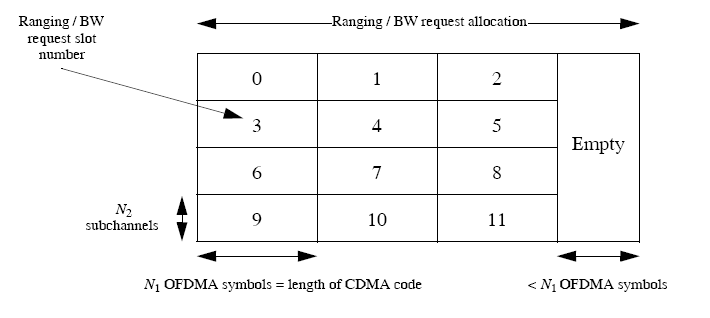 Ranging / BW
request slot
number
Ranging / BW request allocation
0 1 2
3 4 5
Empty
6 7 8
N2
subchannels
9 10 11
N1 OFDMA symbols = length of CDMA code
< N1 OFDMA symbols